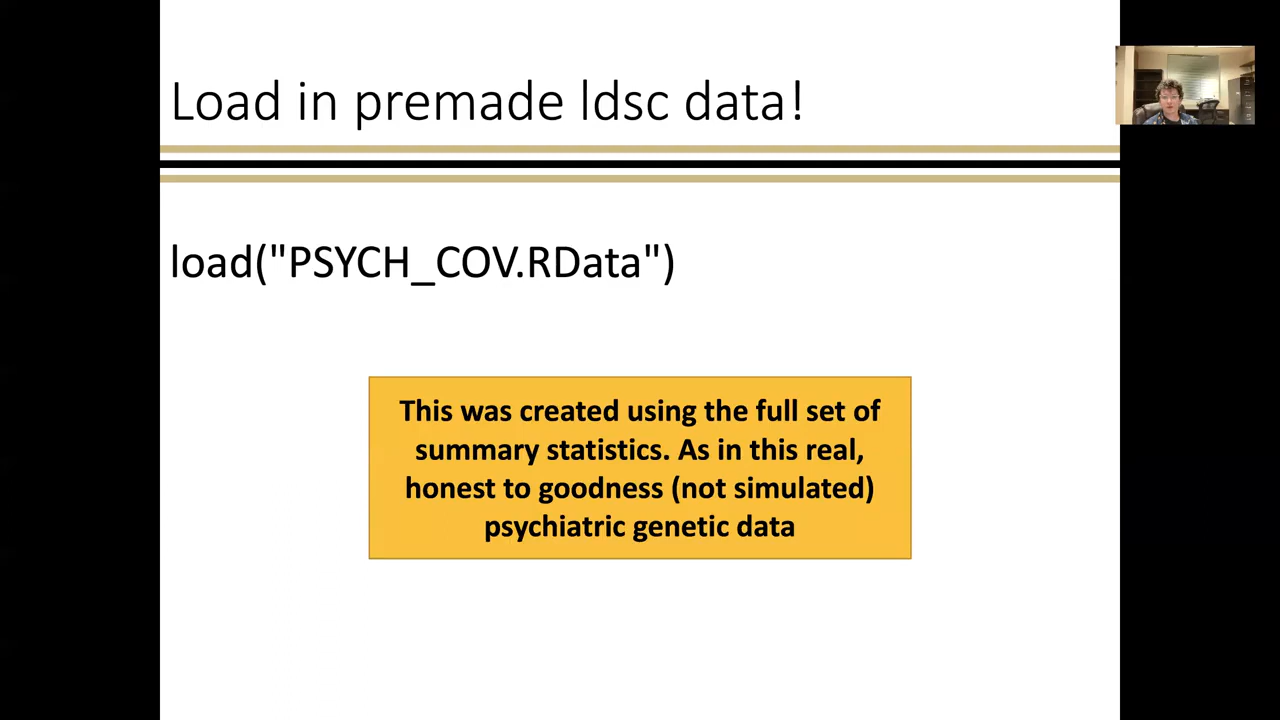 Load in premade ldsc data!
load("PSYCH_COV.RData")
This was created using the full set of
summary statistics. As in this real,
honest to goodness (not simulated)
psychiatric genetic data